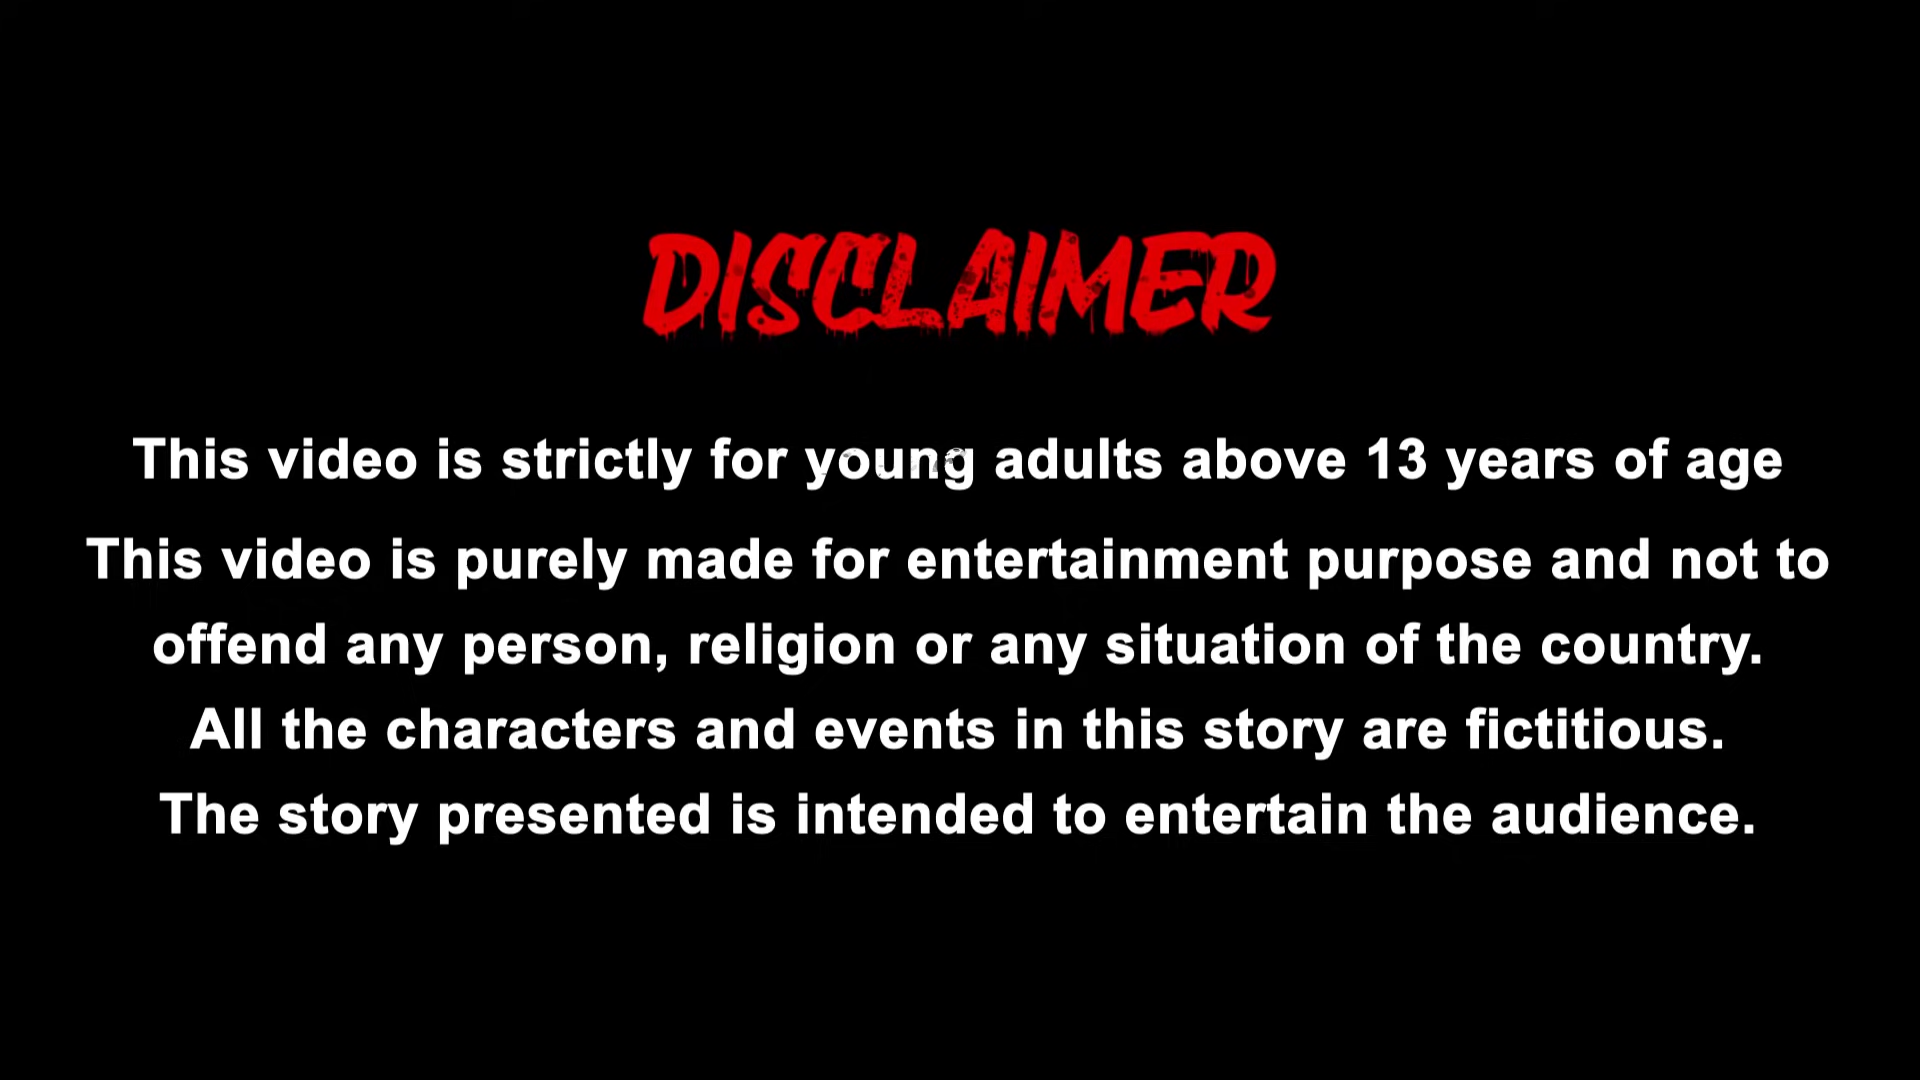 DISCLAIMER
This video is strictly for young adults above 13 years of age
This video is purely made for entertainment purpose and not to
offend any person, religion or any situation of the country.
All the characters and events in this story are fictitious.
The story presented is intended to entertain the audience.